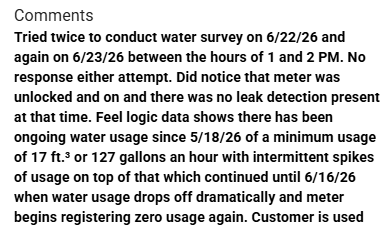 Comments
Tried twice to conduct water survey on 6/22/26 and
again on 6/23/26 between the hours of 1 and 2 PM. No
response either attempt. Did notice that meter was
unlocked and on and there was no leak detection present
at that time. Feel logic data shows there has been
ongoing water usage since 5/18/26 of a minimum usage
of 17 ft.³ or 127 gallons an hour with intermittent spikes
of usage on top of that which continued until 6/16/26
when water usage drops off dramatically and meter
begins registering zero usage again. Customer is used